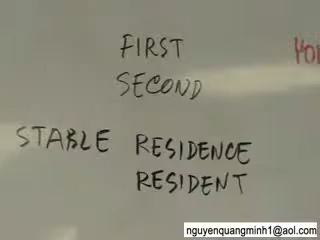 FIRST
SECOND
STABLE RESIDENCE
RESIDENT
nguyenquangminh1@aol.com